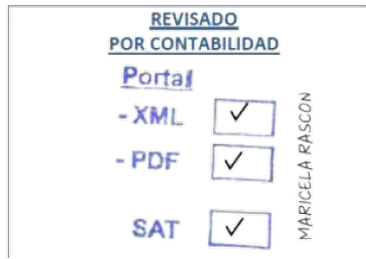 REVISADO
POR CONTABILIDAD
Portal
- XML ✓
- PDF ✓
SAT ✓
MARICELA RASCON